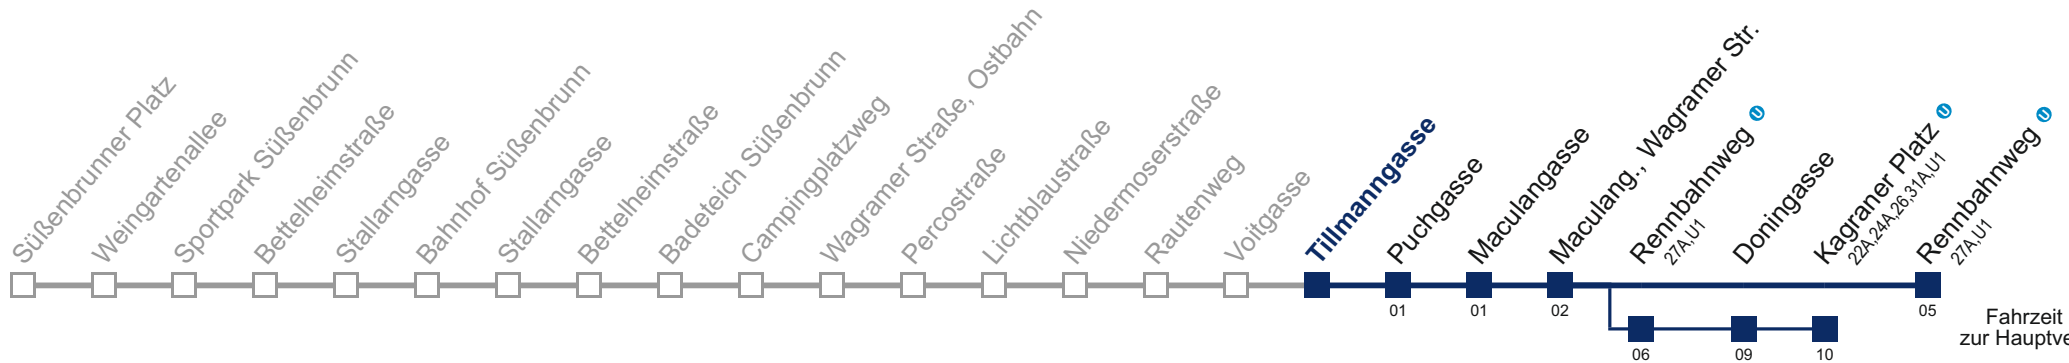 Süßenbrunner Platz
Weingartenallee
Sportpark Süßenbrunn
Bettelheimstraße
Stallarngasse
Bahnhof Süßenbrunn
Stallarngasse
Bettelheimstraße
Badeteich Süßenbrunn
Campingplatzweg
Wagramer Straße, Ostbahn
Percostraße
Lichtblaustraße
Niedermoserstraße
Rautenweg
Voitgasse
Tillmanngasse
Puchgasse
01
Maculangasse
01
Maculang., Wagramer Str.
02
Rennbahnweg U
27A,U1
06
Doningasse
09
Kagraner Platz U
22A,24A,26,31A,U1
10
Rennbahnweg U
27A,U1
05
Fahrzeit
zur Hauptve